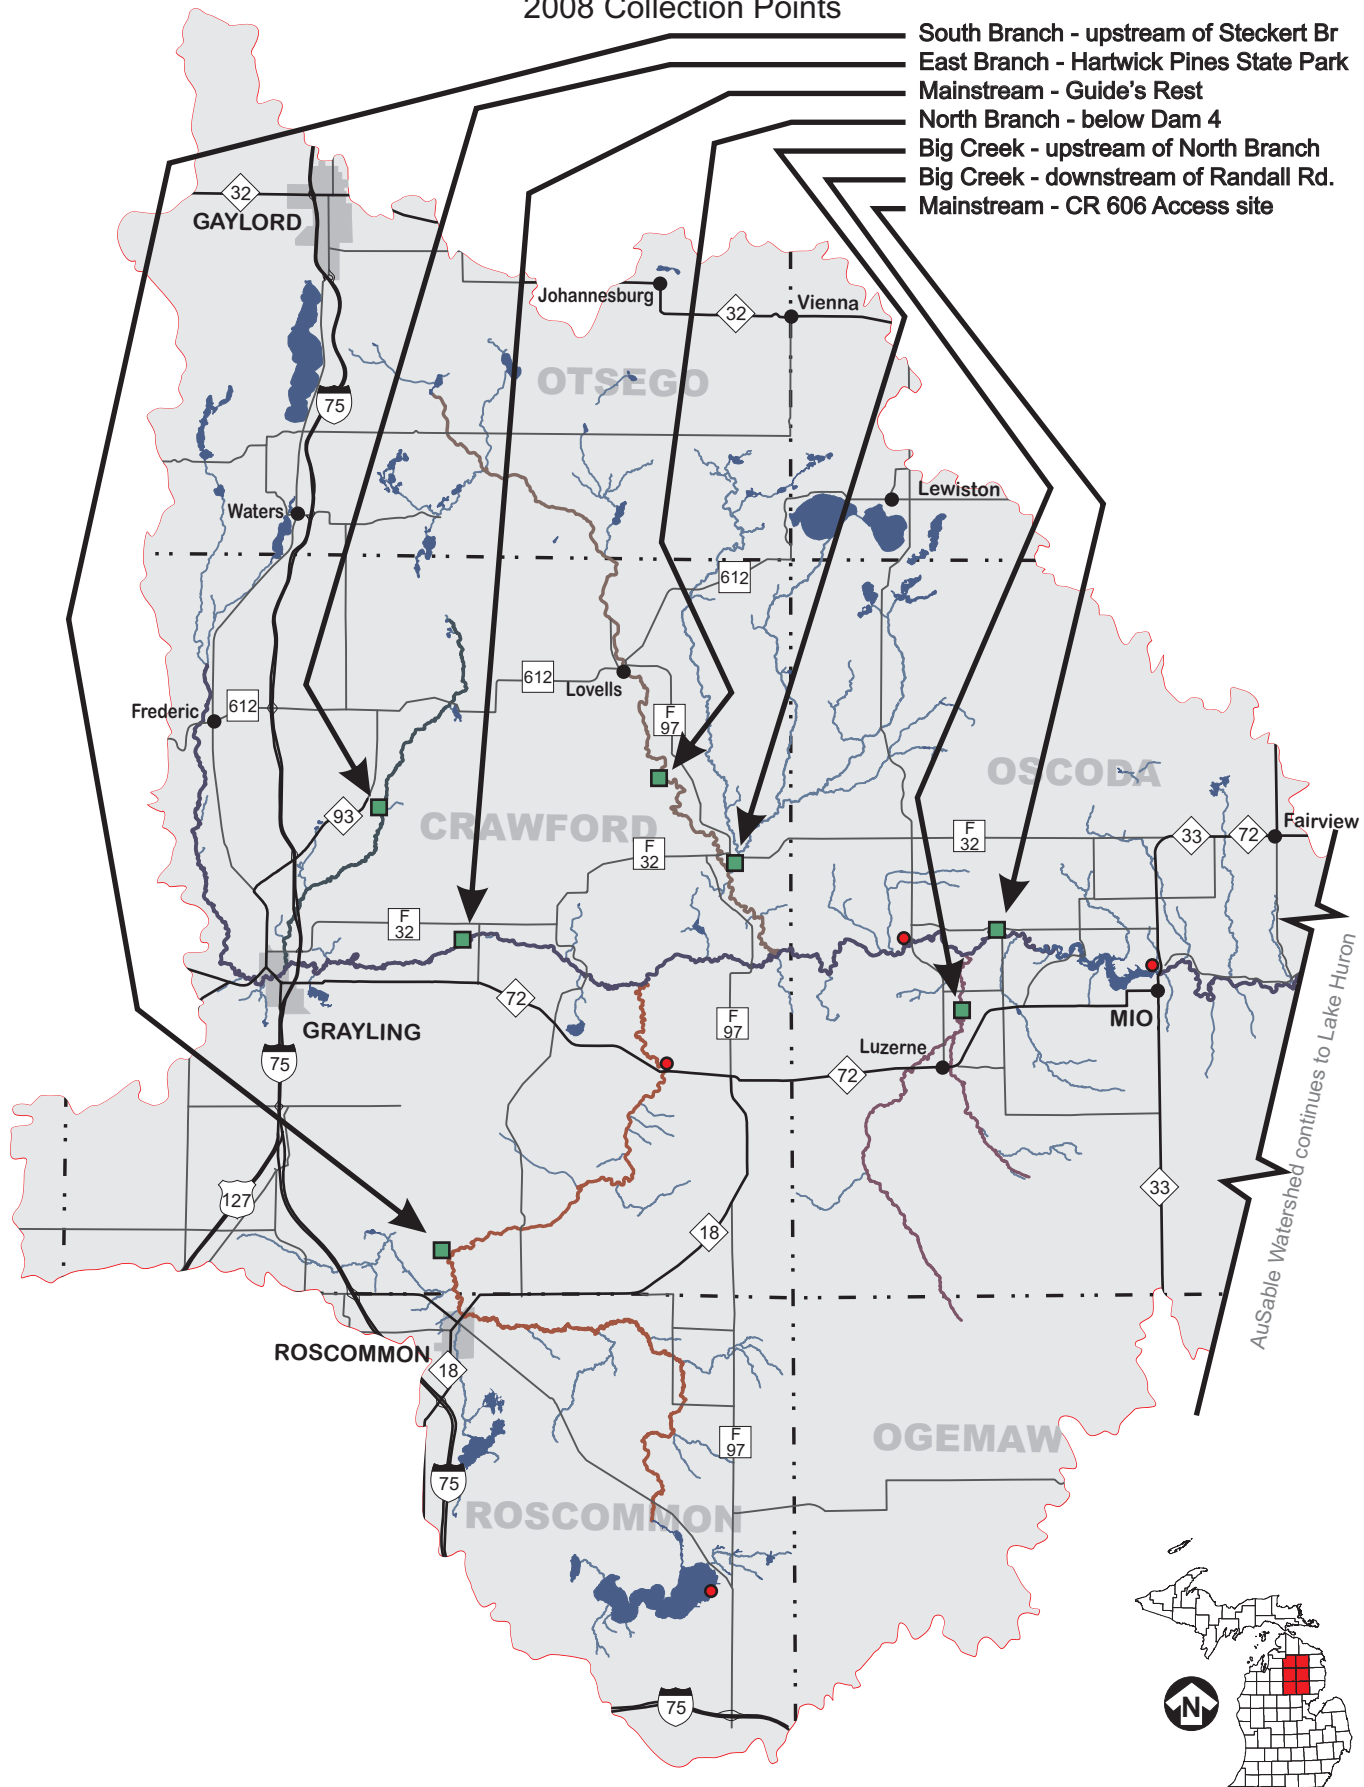 2008 Collection Points
South Branch - upstream of Steckert Br
East Branch - Hartwick Pines State Park
Mainstream - Guide's Rest
North Branch - below Dam 4
Big Creek - upstream of North Branch
Big Creek - downstream of Randall Rd.
Mainstream - CR 606 Access site
32
GAYLORD
Johannesburg
32
Vienna
OTSEGO
75
Lewiston
Waters
612
612
Lovells
612
Frederic
F
97
OSCODA
93
CRAWFORD
F
32
F
32
33
72
Fairview
F
32
72
F
97
GRAYLING
MIO
Luzerne
75
72
127
33
18
AuSable Watershed continues to Lake Huron
ROSCOMMON
18
OGEMAW
F
97
75
ROSCOMMON
75
N